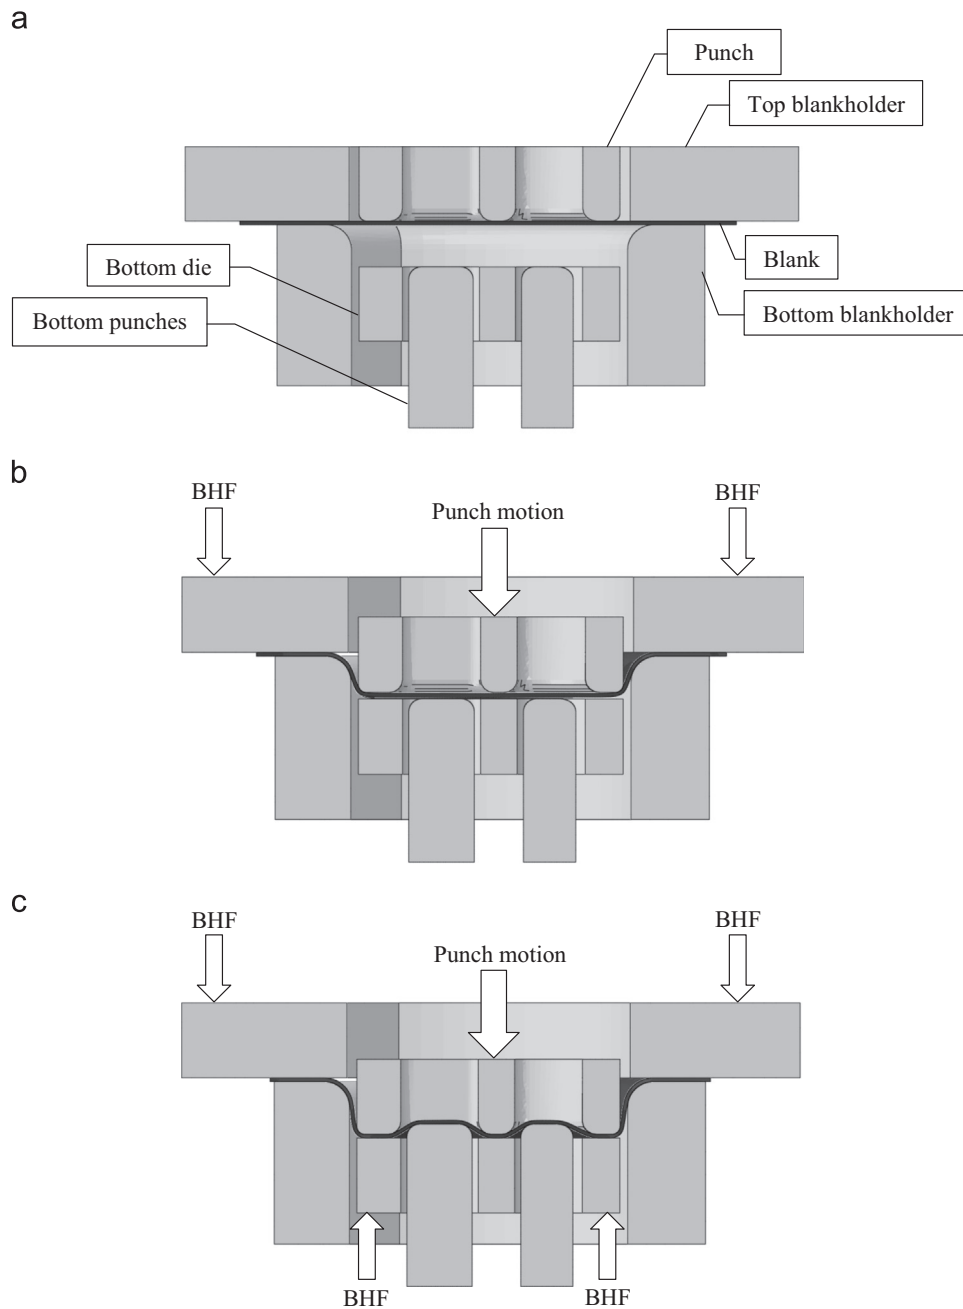 a
Punch
Top blankholder
Bottom die
Blank
Bottom punches
Bottom blankholder
b
BHF
BHF
Punch motion
c
BHF
BHF
Punch motion
BHF
BHF